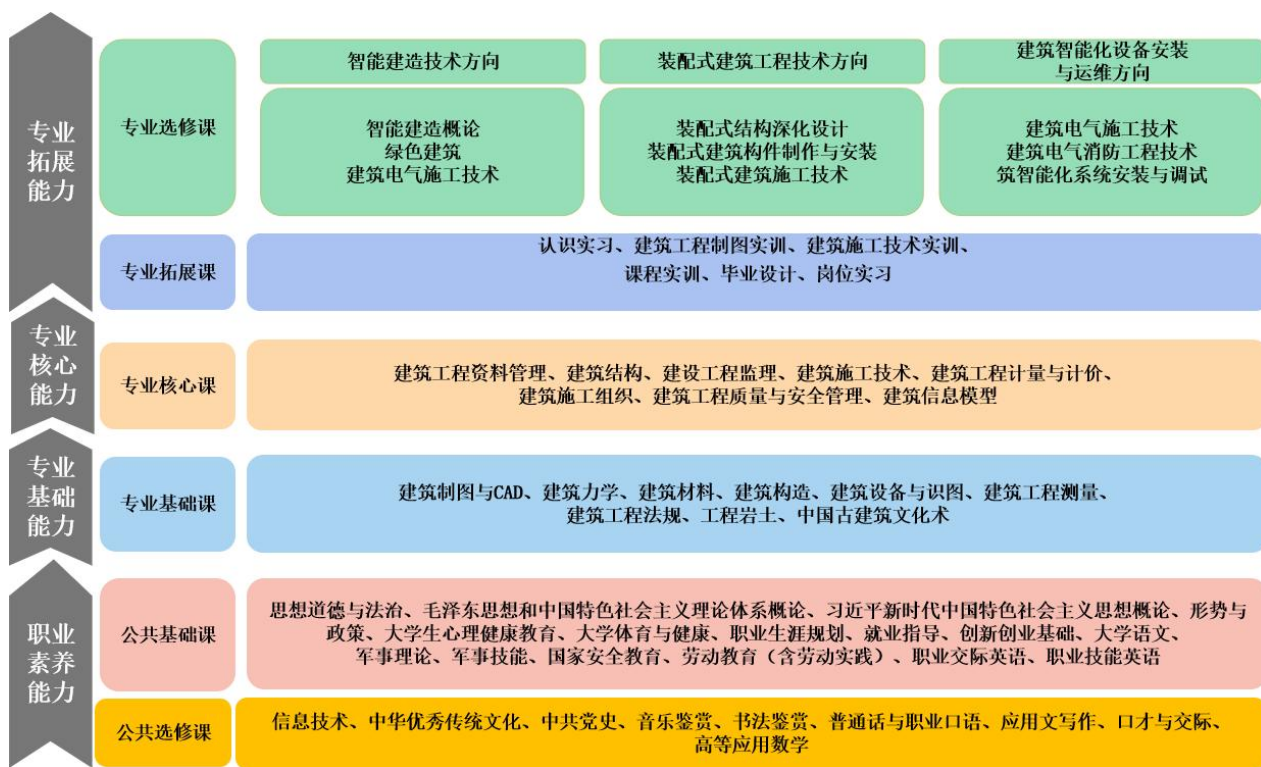 专业
拓展
能力
专业选修课
智能建造技术方向
装配式建筑工程技术方向
建筑智能化设备安装
与运维方向
智能建造概论
绿色建筑
建筑电气施工技术
装配式结构深化设计
装配式建筑构件制作与安装
装配式建筑施工技术
建筑电气施工技术
建筑电气消防工程技术
筑智能化系统安装与调试
专业拓展课
认识实习、建筑工程制图实训、建筑施工技术实训、
课程实训、毕业设计、岗位实习
专业
核心
能力
专业核心课
建筑工程资料管理、建筑结构、建设工程监理、建筑施工技术、建筑工程计量与计价、
建筑施工组织、建筑工程质量与安全管理、建筑信息模型
专业
基础
能力
专业基础课
建筑制图与CAD、建筑力学、建筑材料、建筑构造、建筑设备与识图、建筑工程测量、
建筑工程法规、工程岩土、中国古建筑文化术
职业
素养
能力
公共基础课
思想道德与法治、毛泽东思想和中国特色社会主义理论体系概论、习近平新时代中国特色社会主义思想概论、形势与
政策、大学生心理健康教育、大学体育与健康、职业生涯规划、就业指导、创新创业基础、大学语文、
军事理论、军事技能、国家安全教育、劳动教育（含劳动实践）、职业交际英语、职业技能英语
公共选修课
信息技术、中华优秀传统文化、中共党史、音乐鉴赏、书法鉴赏、普通话与职业口语、应用文写作、口才与交际、
高等应用数学